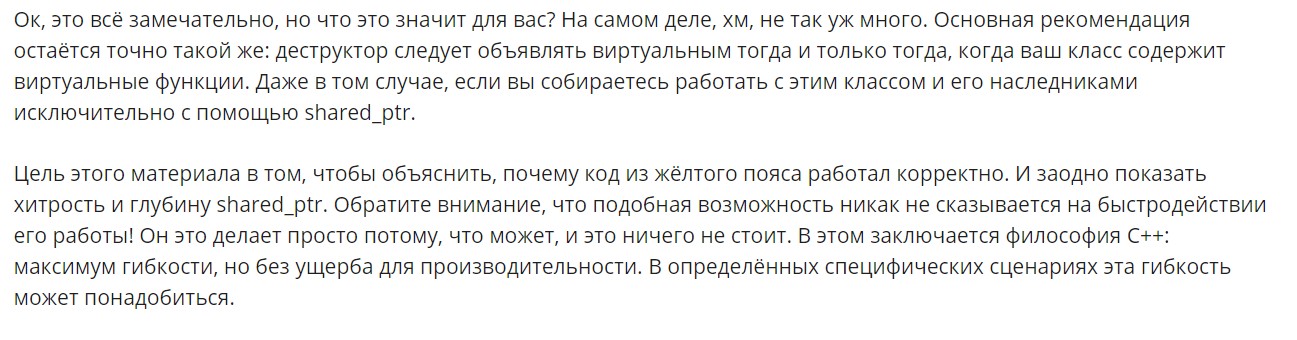 Ок, это всё замечательно, но что это значит для вас? На самом деле, хм, не так уж много. Основная рекомендация
остаётся точно такой же: деструктор следует объявлять виртуальным тогда и только тогда, когда ваш класс содержит
виртуальные функции. Даже в том случае, если вы собираетесь работать с этим классом и его наследниками
исключительно с помощью shared_ptr.
Цель этого материала в том, чтобы объяснить, почему код из жёлтого пояса работал корректно. И заодно показать
хитрость и глубину shared_ptr. Обратите внимание, что подобная возможность никак не сказывается на быстродействии
его работы! Он это делает просто потому, что может, и это ничего не стоит. В этом заключается философия C++:
максимум гибкости, но без ущерба для производительности. В определённых специфических сценариях эта гибкость
может понадобиться.